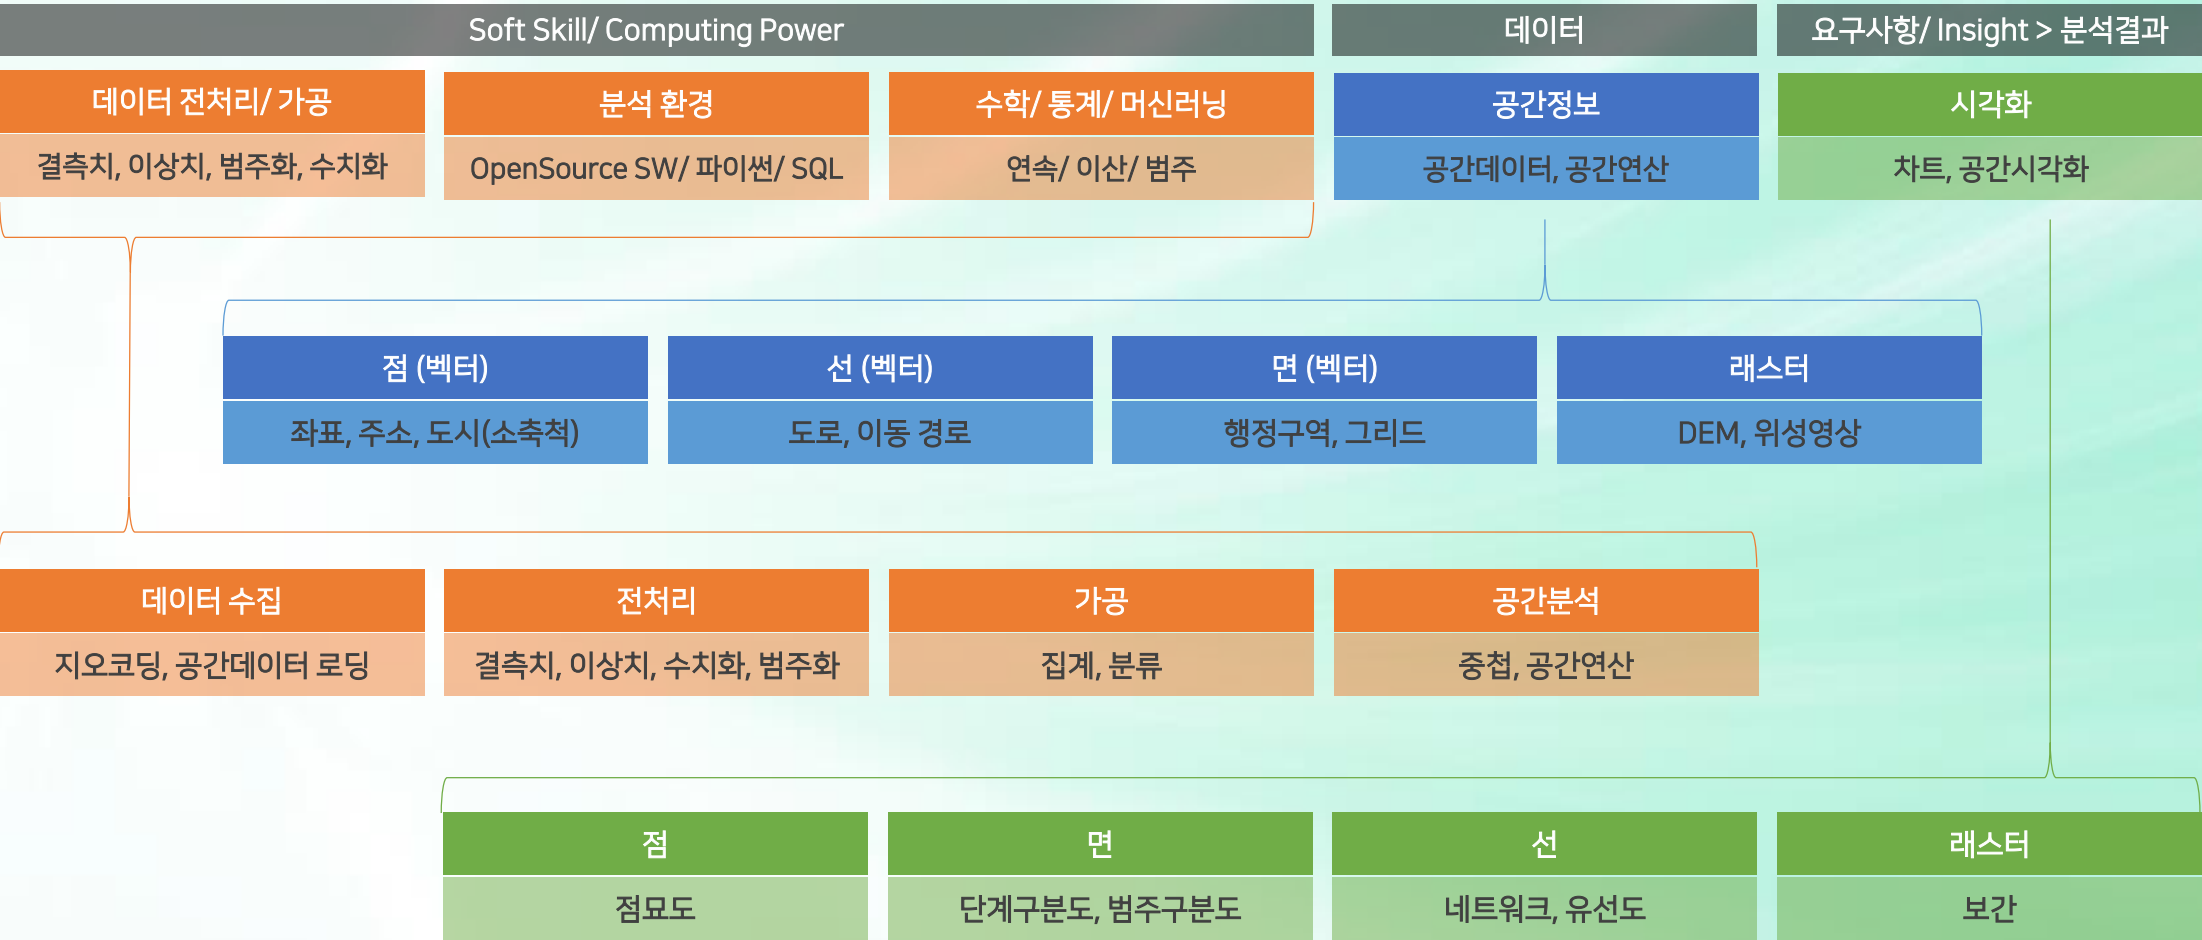 Soft Skill/ Computing Power
데이터
요구사항/ Insight > 분석결과
데이터 전처리/ 가공
분석 환경
수학/ 통계/ 머신러닝
공간정보
시각화
결측치, 이상치, 범주화, 수치화
OpenSource SW/ 파이썬/ SQL
연속/ 이산/ 범주
공간데이터, 공간연산
차트, 공간시각화
점 (벡터)
선 (벡터)
면 (벡터)
래스터
좌표, 주소, 도시(소축척)
도로, 이동 경로
행정구역, 그리드
DEM, 위성영상
데이터 수집
전처리
가공
공간분석
지오코딩, 공간데이터 로딩
결측치, 이상치, 수치화, 범주화
집계, 분류
중첩, 공간연산
점
면
선
래스터
점묘도
단계구분도, 범주구분도
네트워크, 유선도
보간